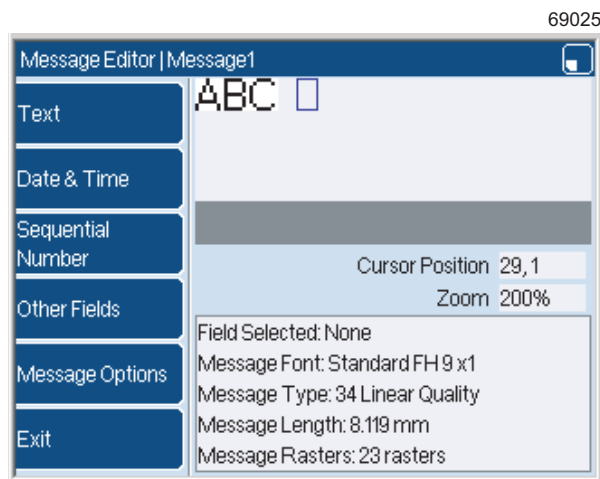 69025
Message Editor | Message1
Text
Date & Time
Sequential
Number
Other Fields
Message Options
Exit
ABC
Cursor Position 29,1
Zoom 200%
Field Selected: None
Message Font: Standard FH 9 x1
Message Type: 34 Linear Quality
Message Length: 8.119 mm
Message Rasters: 23 rasters